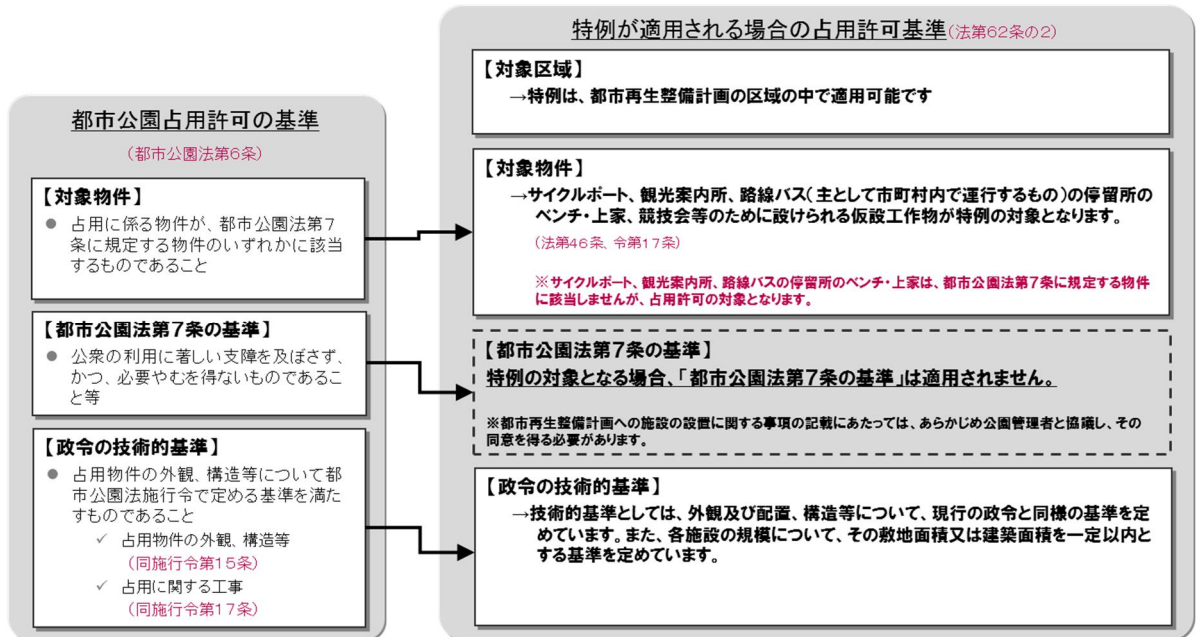 都市公園占用許可の基準
(都市公園法第6条)
【対象物件】
● 占用に係る物件が、都市公園法第7
条に規定する物件のいずれかに該当
するものであること
【都市公園法第7条の基準】
● 公衆の利用に著しい支障を及ぼさず、
かつ、必要やむを得ないものであるこ
と等
【政令の技術的基準】
● 占用物件の外観、構造等について都
市公園法施行令で定める基準を満た
すものであること
✓ 占用物件の外観、構造等
(同施行令第15条)
✓ 占用に関する工事
(同施行令第17条)
特例が適用される場合の占用許可基準(法第62条の2)
【対象区域】
→特例は、都市再生整備計画の区域の中で適用可能です
【対象物件】
→サイクルポート、観光案内所、路線バス(主として市町村内で運行するもの)の停留所の
ベンチ・上家、競技会等のために設けられる仮設工作物が特例の対象となります。
(法第46条、令第17条)
※サイクルポート、観光案内所、路線バスの停留所のベンチ・上家は、都市公園法第7条に規定する物件
に該当しませんが、占用許可の対象となります。
【都市公園法第7条の基準】
特例の対象となる場合、「都市公園法第7条の基準」は適用されません。
※都市再生整備計画への施設の設置に関する事項の記載にあたっては、あらかじめ公園管理者と協議し、その
同意を得る必要があります。
【政令の技術的基準】
→技術的基準としては、外観及び配置、構造等について、現行の政令と同様の基準を定
めています。また、各施設の規模について、その敷地面積又は建築面積を一定以内と
する基準を定めています。